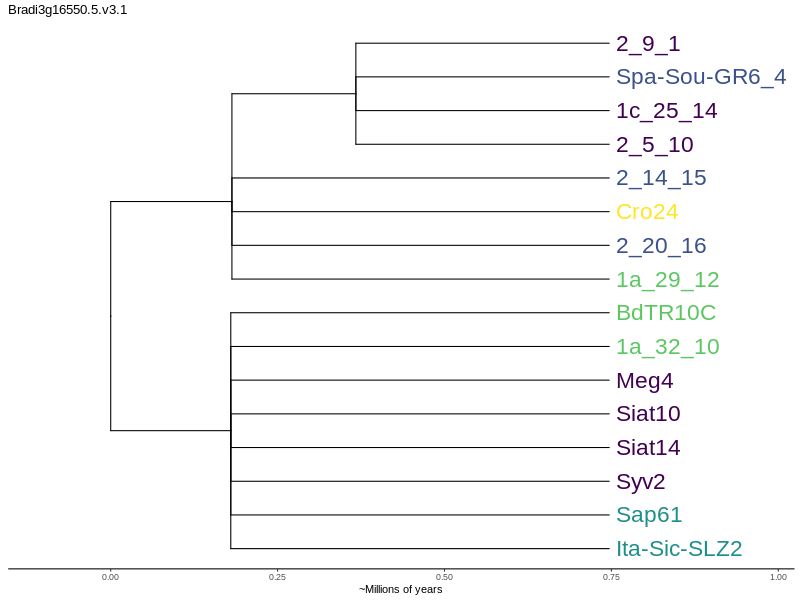 Bradi3g16550.5.v3.1
2_9_1
Spa-Sou-GR6_4
1c_25_14
2_5_10
2_14_15
Cro24
2_20_16
1a_29_12
BdTR10C
1a_32_10
Meg4
Siat10
Siat14
Syv2
Sap61
Ita-Sic-SLZ2
0.00 0.25 0.50 0.75 1.00
~Millions of years